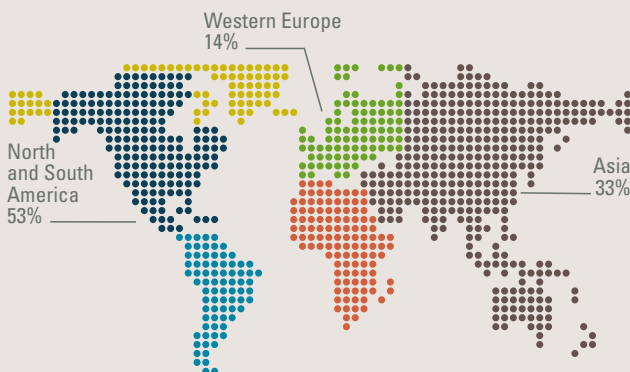 Western Europe
14%
North
and South
America
53%
Asia
33%